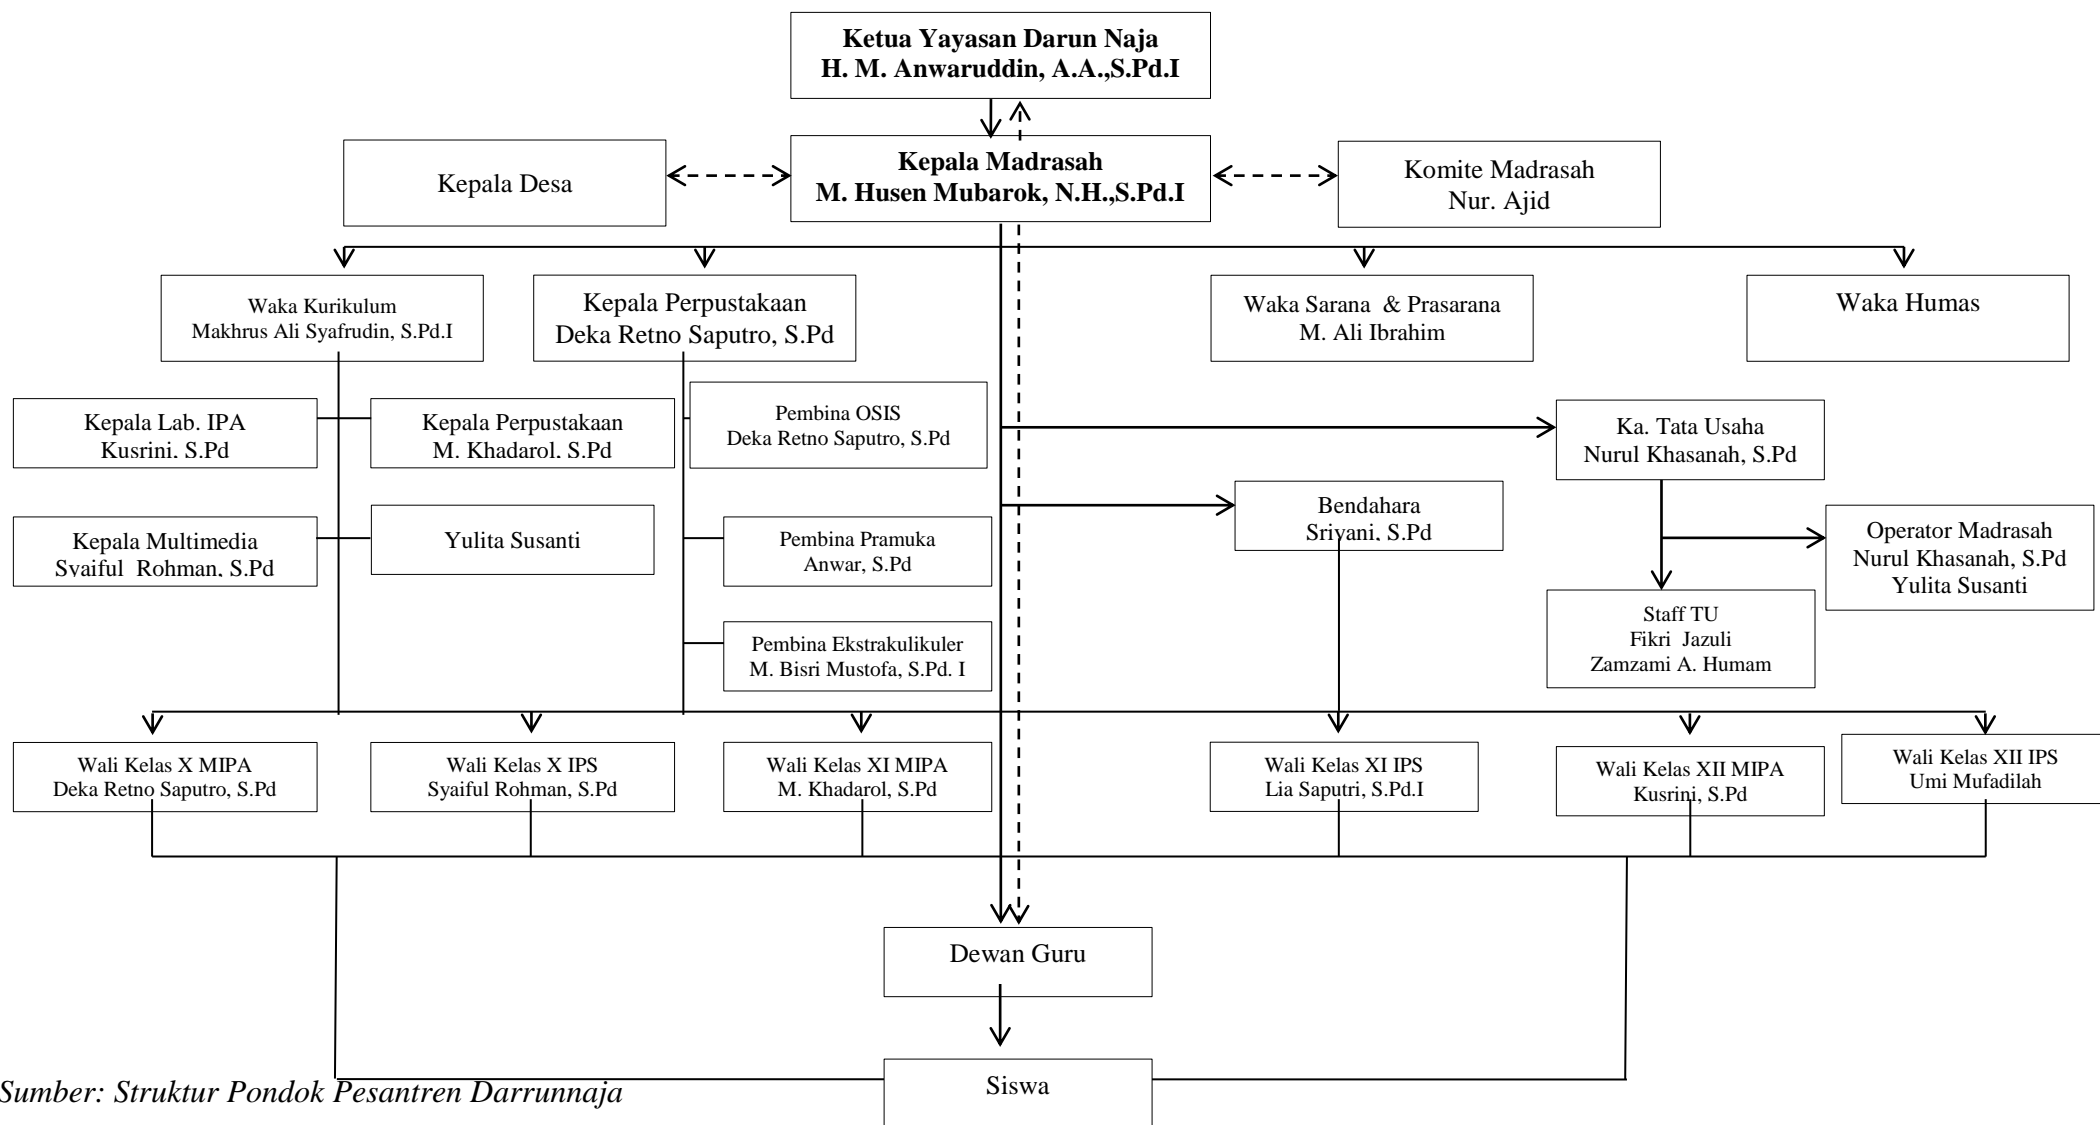 Ketua Yayasan Darun Naja
H. M. Anwaruddin, A.A.,S.Pd.I
Kepala Desa
Kepala Madrasah
M. Husen Mubarok, N.H.,S.Pd.I
Komite Madrasah
Nur. Ajid
Waka Kurikulum
Makhrus Ali Syafrudin, S.Pd.I
Kepala Perpustakaan
Deka Retno Saputro, S.Pd
Waka Sarana & Prasarana
M. Ali Ibrahim
Waka Humas
Kepala Lab. IPA
Kusrini, S.Pd
Kepala Perpustakaan
M. Khadarol, S.Pd
Pembina OSIS
Deka Retno Saputro, S.Pd
Ka. Tata Usaha
Nurul Khasanah, S.Pd
Kepala Multimedia
Syaiful Rohman, S.Pd
Yulita Susanti
Pembina Pramuka
Anwar, S.Pd
Bendahara
Sriyani, S.Pd
Operator Madrasah
Nurul Khasanah, S.Pd
Yulita Susanti
Pembina Ekstrakulikuler
M. Bisri Mustofa, S.Pd. I
Staff TU
Fikri Jazuli
Zamzami A. Humam
Wali Kelas X MIPA
Deka Retno Saputro, S.Pd
Wali Kelas X IPS
Syaiful Rohman, S.Pd
Wali Kelas XI MIPA
M. Khadarol, S.Pd
Wali Kelas XI IPS
Lia Saputri, S.Pd.I
Wali Kelas XII MIPA
Kusrini, S.Pd
Wali Kelas XII IPS
Umi Mufadilah
Dewan Guru
Siswa
Sumber: Struktur Pondok Pesantren Darrunnaja